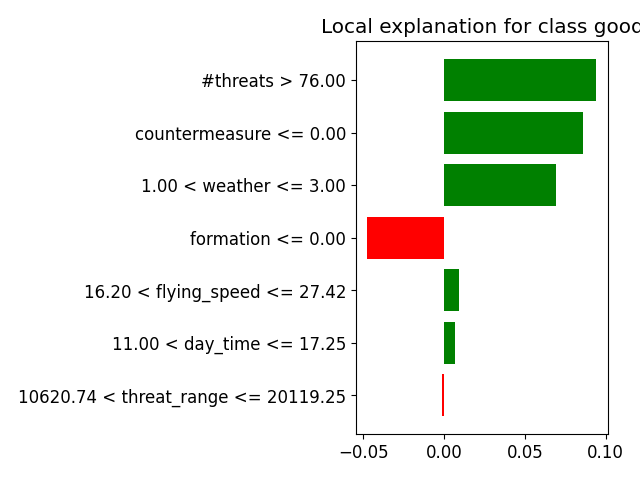 Local explanation for class good
#threats > 76.00
countermeasure <= 0.00
1.00 < weather <= 3.00
formation <= 0.00
16.20 < flying_speed <= 27.42
11.00 < day_time <= 17.25
10620.74 < threat_range <= 20119.25
−0.05 0.00 0.05 0.10